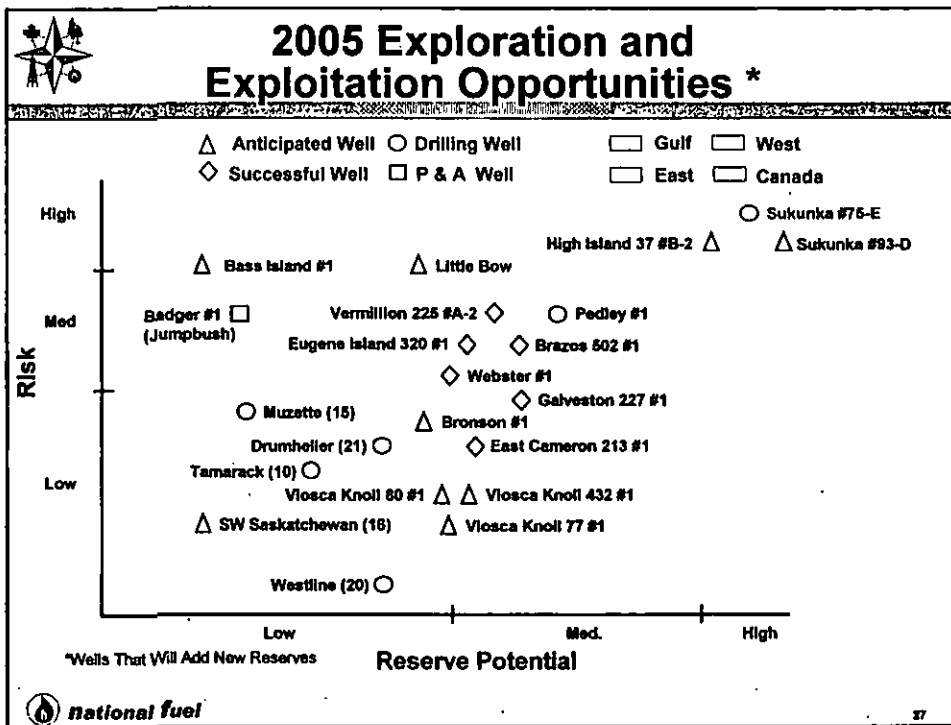 2005 Exploration and
Exploitation Opportunities *
Anticipated Well
Drilling Well
Gulf
West
Successful Well
P & A Well
East
Canada
High
Sukunka #75-E
High Island 37 #B-2
Sukunka #93-D
Bass Island #1
Little Bow
Med
Badger #1
(Jumpbush)
Vermillion 225 #A-2
Pedley #1
Eugene Island 320 #1
Brazos 502 #1
Webster #1
Risk
Galveston 227 #1
Muzette (15)
Bronson #1
Drumheller (21)
East Cameron 213 #1
Tamarack (10)
Low
Viosca Knoll 80 #1
Viosca Knoll 432 #1
SW Saskatchewan (16)
Viosca Knoll 77 #1
Westline (20)
Low
Med.
High
*Wells That Will Add New Reserves
Reserve Potential
national fuel
27